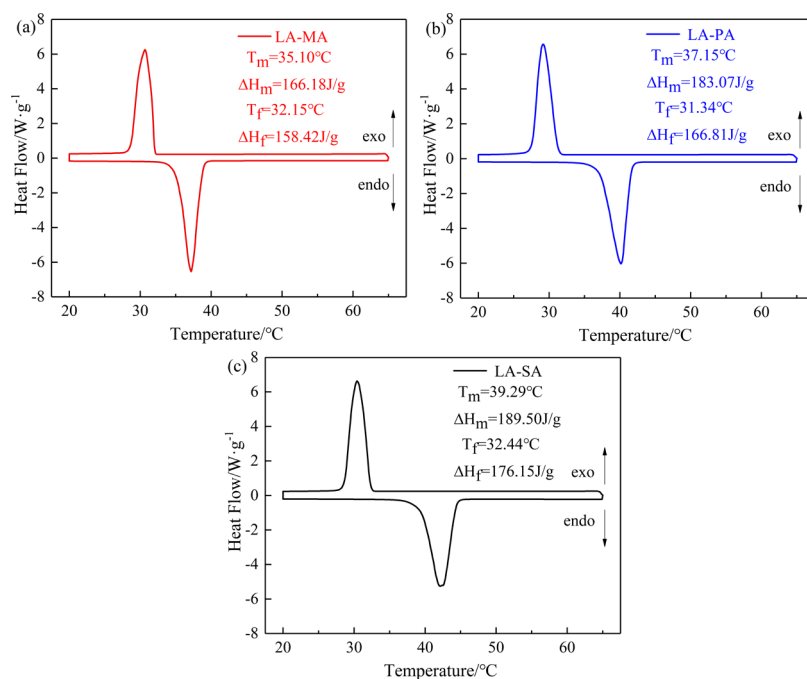 (a)
LA-MA
Tm=35.10℃
ΔHm=166.18J/g
Tf=32.15℃
ΔHf=158.42J/g
exo
endo
Heat Flow/W·g-1
8
6
4
2
0
-2
-4
-6
-8
20 30 40 50 60
Temperature/℃
(b)
LA-PA
Tm=37.15℃
ΔHm=183.07J/g
Tf=31.34℃
ΔHf=166.81J/g
exo
endo
Heat Flow/W·g-1
8
6
4
2
0
-2
-4
-6
-8
20 30 40 50 60
Temperature/℃
(c)
LA-SA
Tm=39.29℃
ΔHm=189.50J/g
Tf=32.44℃
ΔHf=176.15J/g
exo
endo
Heat Flow/W·g-1
8
6
4
2
0
-2
-4
-6
-8
20 30 40 50 60
Temperature/℃